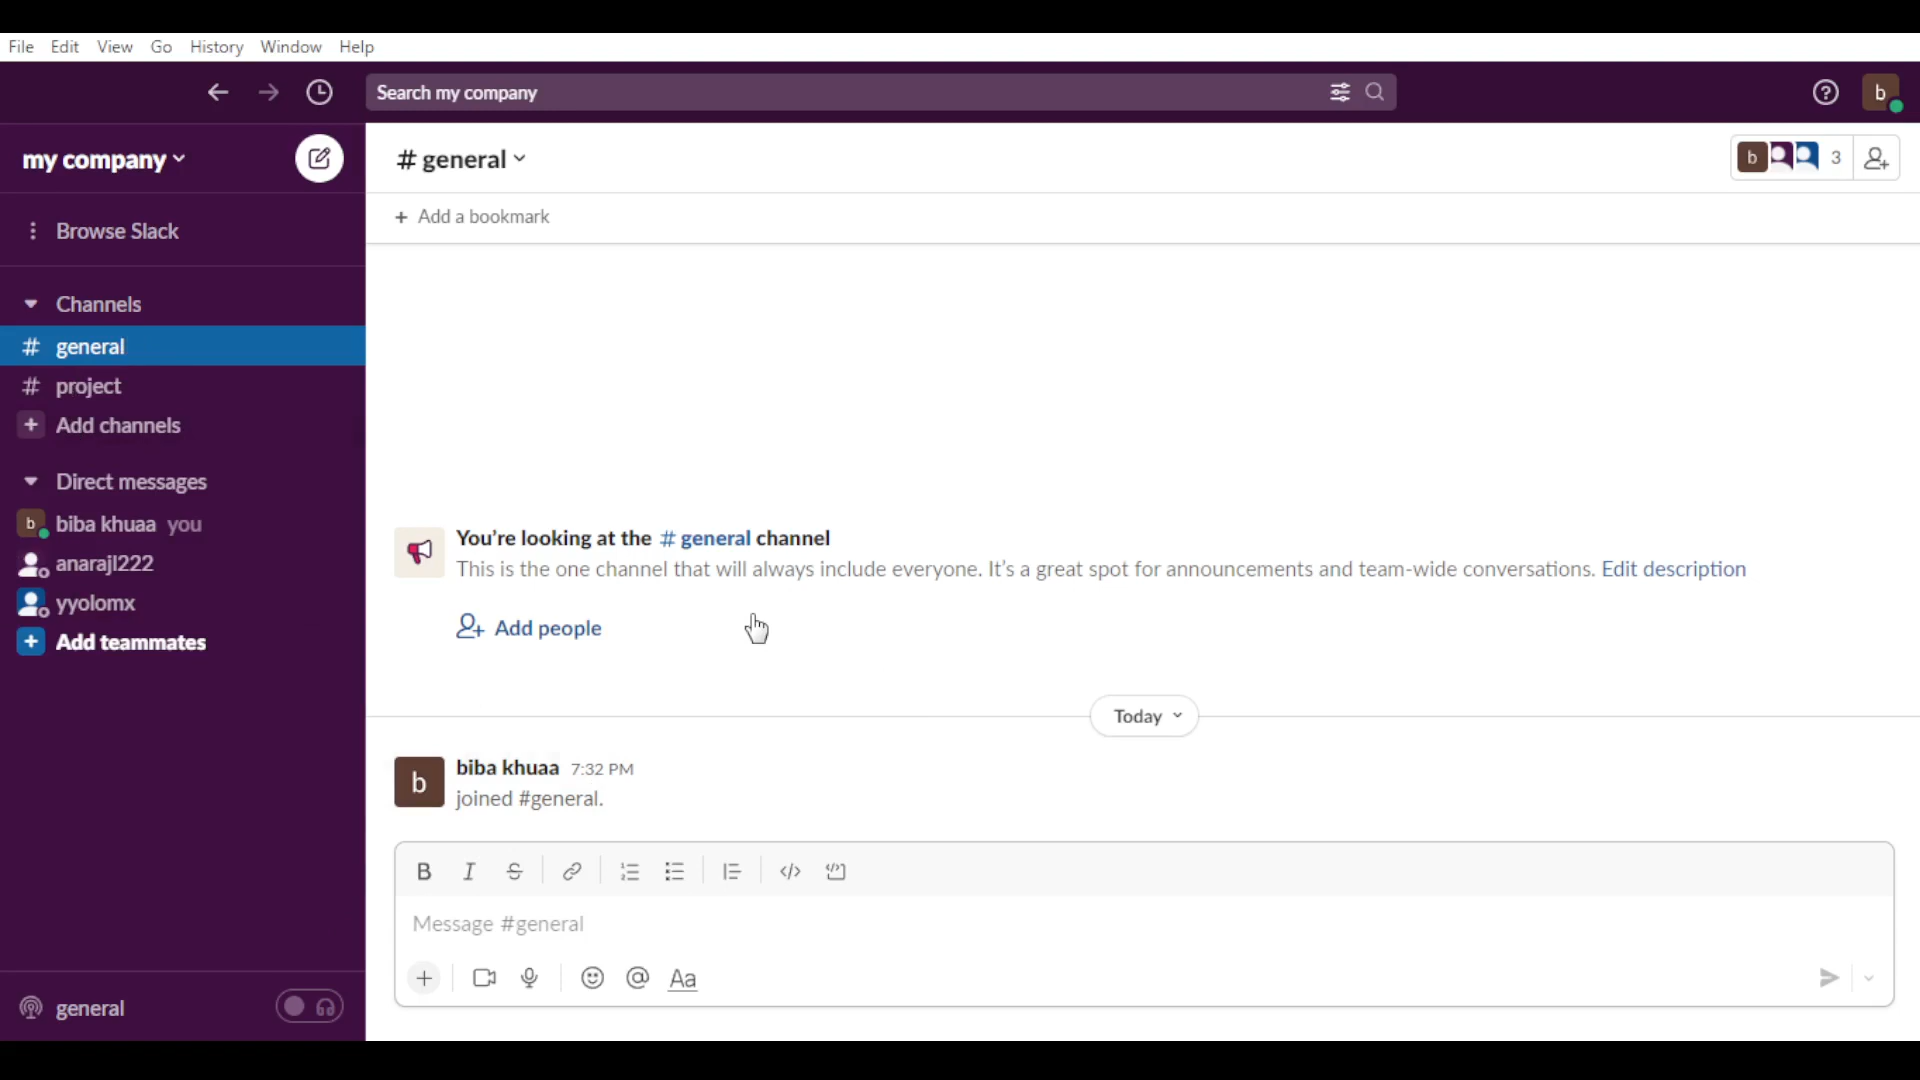 File Edit View Go History Window Help
Search my company
b
my company
# general
b 3
+ Add a bookmark
Browse Slack
Channels
# general
# project
+ Add channels
Direct messages
b biba khuaa you
anarajl222
yyolomx
+ Add teammates
You're looking at the # general channel
This is the one channel that will always include everyone. It's a great spot for announcements and team-wide conversations. Edit description
Add people
Today
b biba khuaa 7:32 PM
joined #general.
B I S
Message #general
+ @ Aa
general